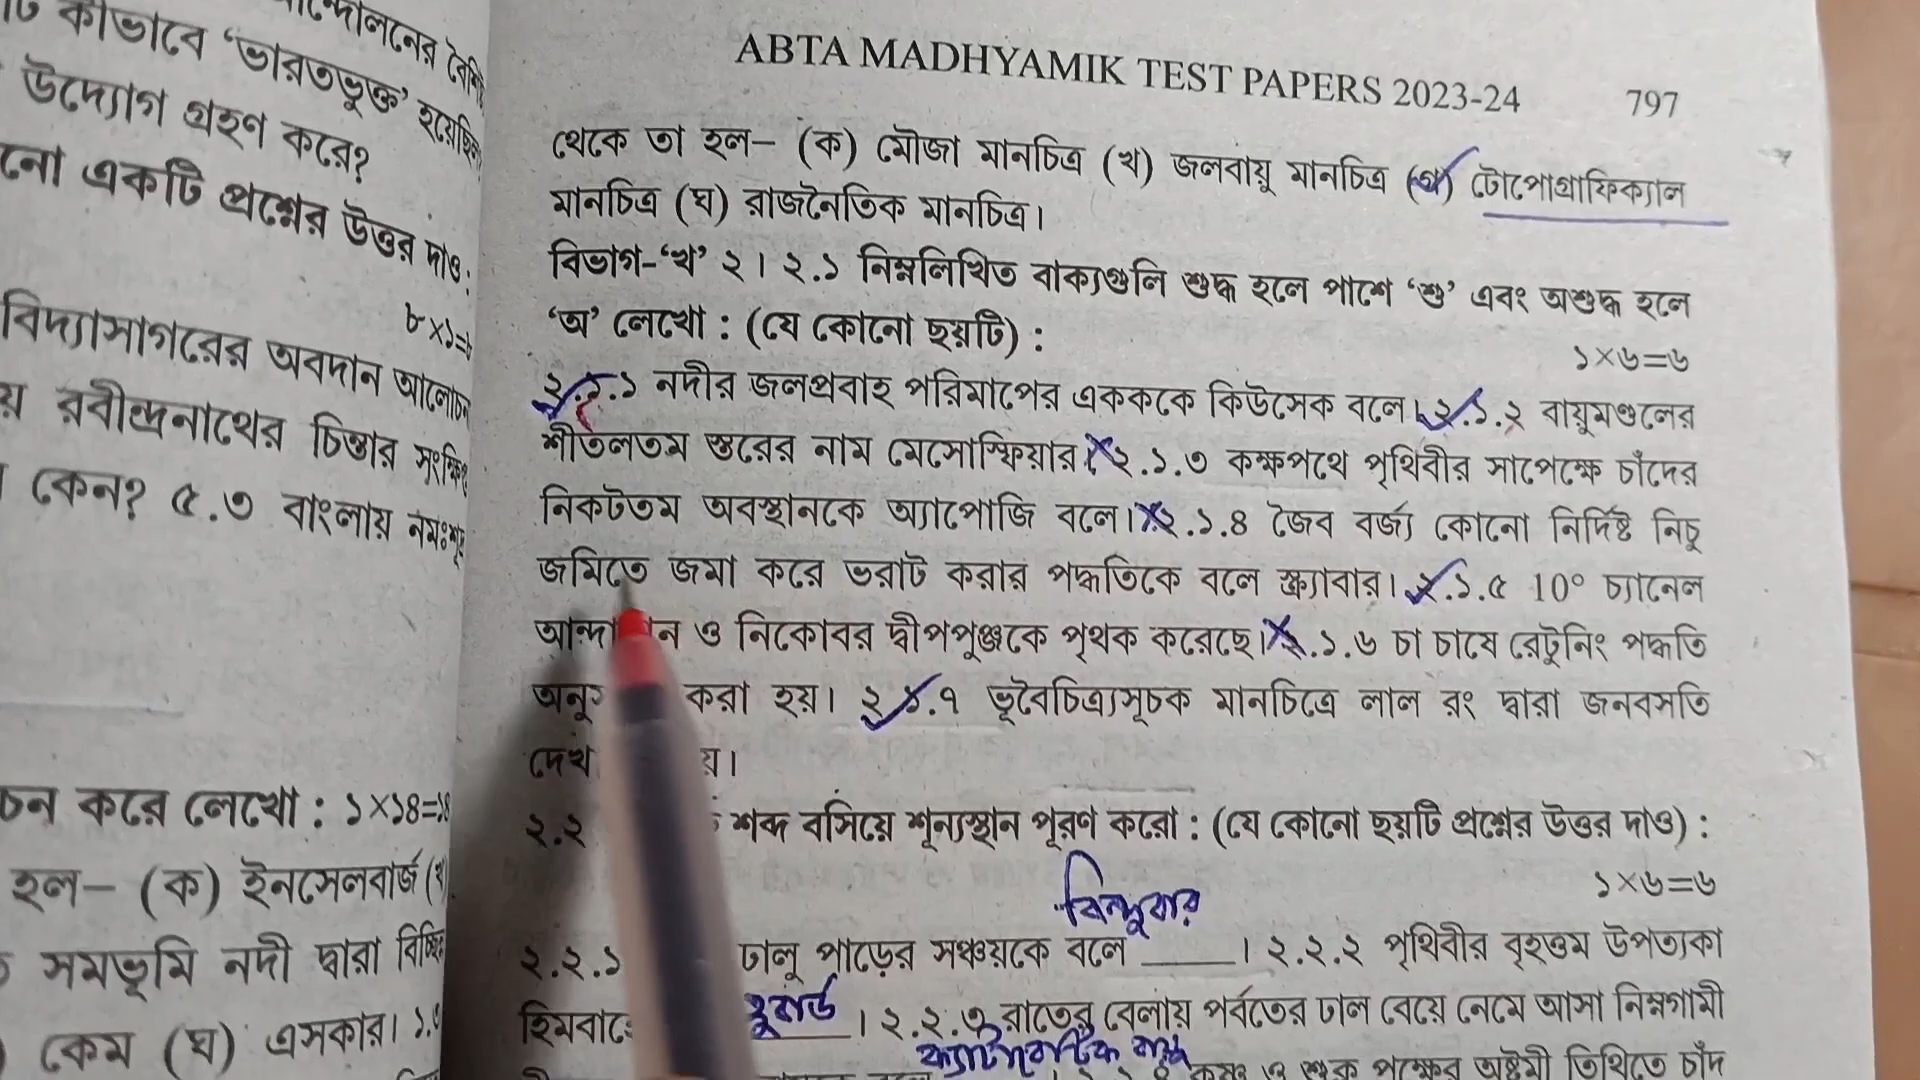 ন্দোলনের
কীভাবে ‘ভারতভুক্ত’ হয়েছিল
উদ্যোগ গ্রহণ করে?
একটি প্রশ্নের উত্তর দাও:
৮×১=৮
বিদ্যাসাগরের অবদান আলোচন
রবীন্দ্রনাথের চিন্তার সংক্ষিপ্ত
কেন? ৫.৩ বাংলায় নমঃশূ
চন করে লেখো : ১×১৪=১৪
হল– (ক) ইনসেলবার্জ (খ)
সমভূমি নদী দ্বারা বিচ্ছি
কেম (ঘ) এসকার।
ABTA MADHYAMIK TEST PAPERS 2023-24 797
থেকে তা হল– (ক) মৌজা মানচিত্র (খ) জলবায়ু মানচিত্র (গ) টোপোগ্রাফিক্যাল
মানচিত্র (ঘ) রাজনৈতিক মানচিত্র।
বিভাগ-‘খ’ ২। ২.১ নিম্নলিখিত বাক্যগুলি শুদ্ধ হলে পাশে ‘শু’ এবং অশুদ্ধ হলে
‘অ’ লেখো : (যে কোনো ছয়টি) :
১×৬=৬
২.১.১ নদীর জলপ্রবাহ পরিমাপের একককে কিউসেক বলে। ২.১.২ বায়ুমণ্ডলের
শীতলতম স্তরের নাম মেসোস্ফিয়ার। ২.১.৩ কক্ষপথে পৃথিবীর সাপেক্ষে চাঁদের
নিকটতম অবস্থানকে অ্যাপোজি বলে। ২.১.৪ জৈব বর্জ্য কোনো নির্দিষ্ট নিচু
জমিতে জমা করে ভরাট করার পদ্ধতিকে বলে স্ক্র্যাবার। ২.১.৫ 10° চ্যানেল
আন্দামান ও নিকোবর দ্বীপপুঞ্জকে পৃথক করেছে। ২.১.৬ চা চাষে রেটুনিং পদ্ধতি
করা হয়। ২.১.৭ ভূবৈচিত্র্যসূচক মানচিত্রে লাল রং দ্বারা জনবসতি
২.২ শব্দ বসিয়ে শূন্যস্থান পূরণ করো : (যে কোনো ছয়টি প্রশ্নের উত্তর দাও) :
১×৬=৬
বিন্দুবার
২.২.১ ঢালু পাড়ের সঞ্চয়কে বলে _____। ২.২.২ পৃথিবীর বৃহত্তম উপত্যকা
হুবার্ড
_____। ২.২.৩ রাতের বেলায় পর্বতের ঢাল বেয়ে নেমে আসা নিম্নগামী
ক্যাটাবেটিক বায়ু
কৃষ্ণ ও শুক্ল পক্ষের অষ্টমী তিথিতে চাঁদ